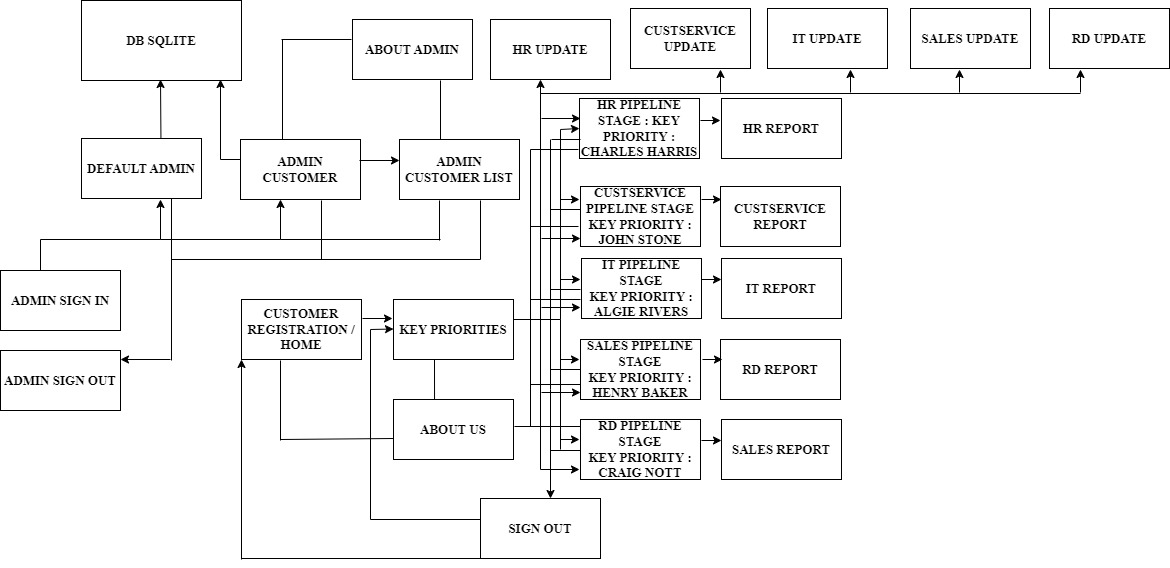 DB SQLITE
ABOUT ADMIN
HR UPDATE
CUSTSERVICE
UPDATE
IT UPDATE
SALES UPDATE
RD UPDATE
DEFAULT ADMIN
ADMIN
CUSTOMER
ADMIN
CUSTOMER LIST
HR PIPELINE
STAGE : KEY
PRIORITY :
CHARLES HARRIS
HR REPORT
CUSTSERVICE
PIPELINE STAGE
KEY PRIORITY :
JOHN STONE
CUSTSERVICE
REPORT
ADMIN SIGN IN
IT PIPELINE
STAGE
KEY PRIORITY :
ALGIE RIVERS
IT REPORT
CUSTOMER
REGISTRATION /
HOME
KEY PRIORITIES
ADMIN SIGN OUT
SALES PIPELINE
STAGE
KEY PRIORITY :
HENRY BAKER
RD REPORT
ABOUT US
RD PIPELINE
STAGE
KEY PRIORITY :
CRAIG NOTT
SALES REPORT
SIGN OUT